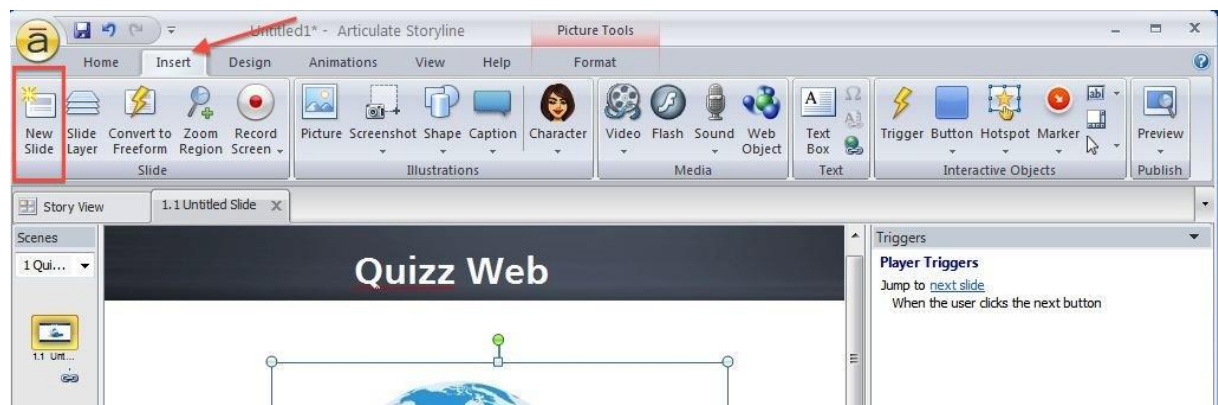 Untitled1* - Articulate Storyline Picture Tools
Home Insert Design Animations View Help Format
New Slide
Slide Layer
Convert to Freeform
Zoom Region
Record Screen
Picture
Screenshot
Shape
Caption
Character
Video
Flash
Sound
Web Object
Text Box
Trigger
Button
Hotspot
Marker
Preview
Slide Illustrations Media Text Interactive Objects Publish
Story View 1.1 Untitled Slide
Scenes
1 Qui...
1.1 Unt...
Quizz Web
Triggers
Player Triggers
Jump to next slide
When the user clicks the next button